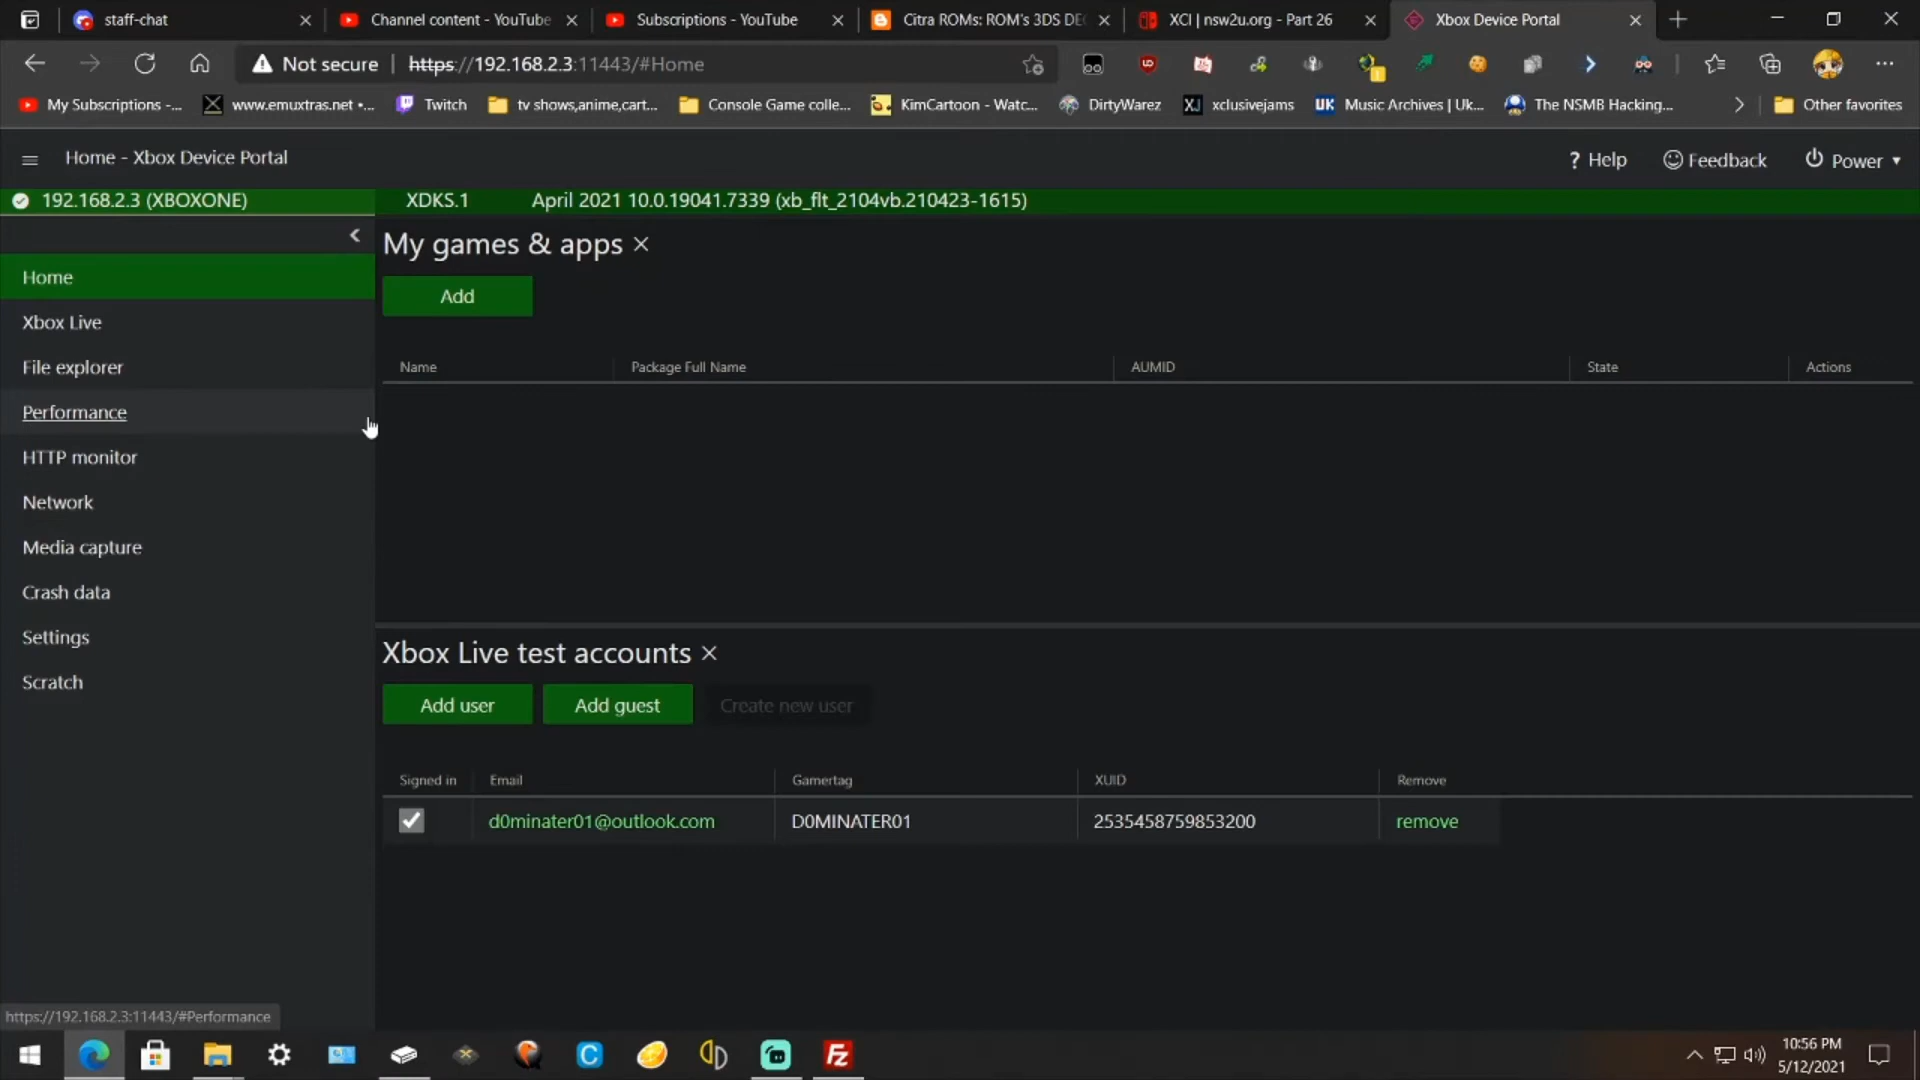 staff-chat
Channel content - YouTube
Subscriptions - YouTube
Citra ROMs: ROM's 3DS DE
XCI | nsw2u.org - Part 26
Xbox Device Portal
Not secure
https://192.168.2.3:11443/#Home
My Subscriptions -...
www.emuxtras.net •...
Twitch
tv shows,anime,cart...
Console Game colle...
KimCartoon - Watc...
DirtyWarez
XJ xclusivejams
UK Music Archives | Uk...
The NSMB Hacking...
Other favorites
Home - Xbox Device Portal
? Help
Feedback
Power
192.168.2.3 (XBOXONE)
XDKS.1
April 2021 10.0.19041.7339 (xb_flt_2104vb.210423-1615)
Home
Xbox Live
File explorer
Performance
HTTP monitor
Network
Media capture
Crash data
Settings
Scratch
My games & apps
Add
Name
Package Full Name
AUMID
State
Actions
Xbox Live test accounts
Add user
Add guest
Create new user
Signed in
Email
Gamertag
XUID
Remove
d0minater01@outlook.com
D0MINATER01
2535458759853200
remove
https://192.168.2.3:11443/#Performance
10:56 PM
5/12/2021